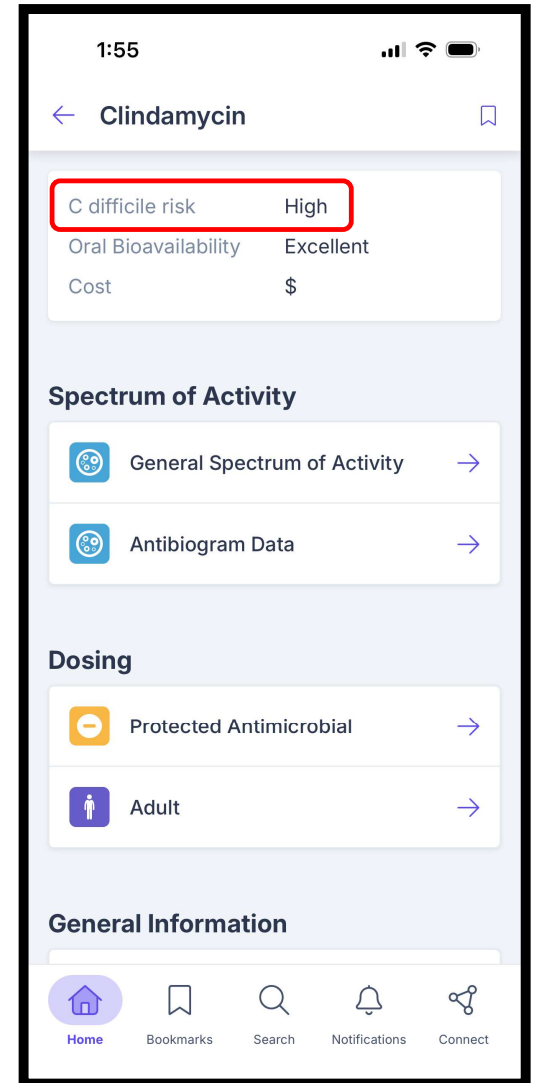 1:55
Clindamycin
C difficile risk High
Oral Bioavailability Excellent
Cost $
Spectrum of Activity
General Spectrum of Activity
Antibiogram Data
Dosing
Protected Antimicrobial
Adult
General Information
Home Bookmarks Search Notifications Connect